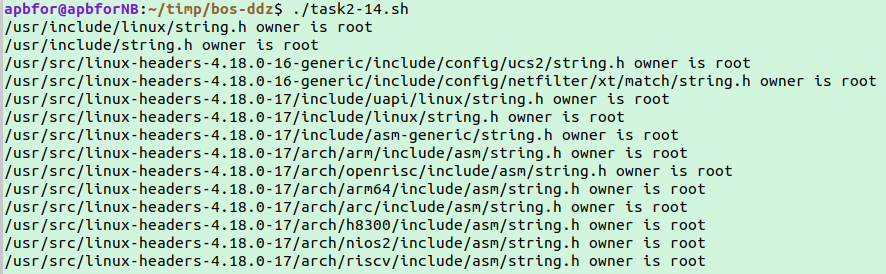 apbfor@apbforNB:~/timp/bos-ddz$ ./task2-14.sh
/usr/include/linux/string.h owner is root
/usr/include/string.h owner is root
/usr/src/linux-headers-4.18.0-16-generic/include/config/ucs2/string.h owner is root
/usr/src/linux-headers-4.18.0-16-generic/include/config/netfilter/xt/match/string.h owner is root
/usr/src/linux-headers-4.18.0-17/include/uapi/linux/string.h owner is root
/usr/src/linux-headers-4.18.0-17/include/linux/string.h owner is root
/usr/src/linux-headers-4.18.0-17/include/asm-generic/string.h owner is root
/usr/src/linux-headers-4.18.0-17/arch/arm/include/asm/string.h owner is root
/usr/src/linux-headers-4.18.0-17/arch/openrisc/include/asm/string.h owner is root
/usr/src/linux-headers-4.18.0-17/arch/arm64/include/asm/string.h owner is root
/usr/src/linux-headers-4.18.0-17/arch/arc/include/asm/string.h owner is root
/usr/src/linux-headers-4.18.0-17/arch/h8300/include/asm/string.h owner is root
/usr/src/linux-headers-4.18.0-17/arch/nios2/include/asm/string.h owner is root
/usr/src/linux-headers-4.18.0-17/arch/riscv/include/asm/string.h owner is root